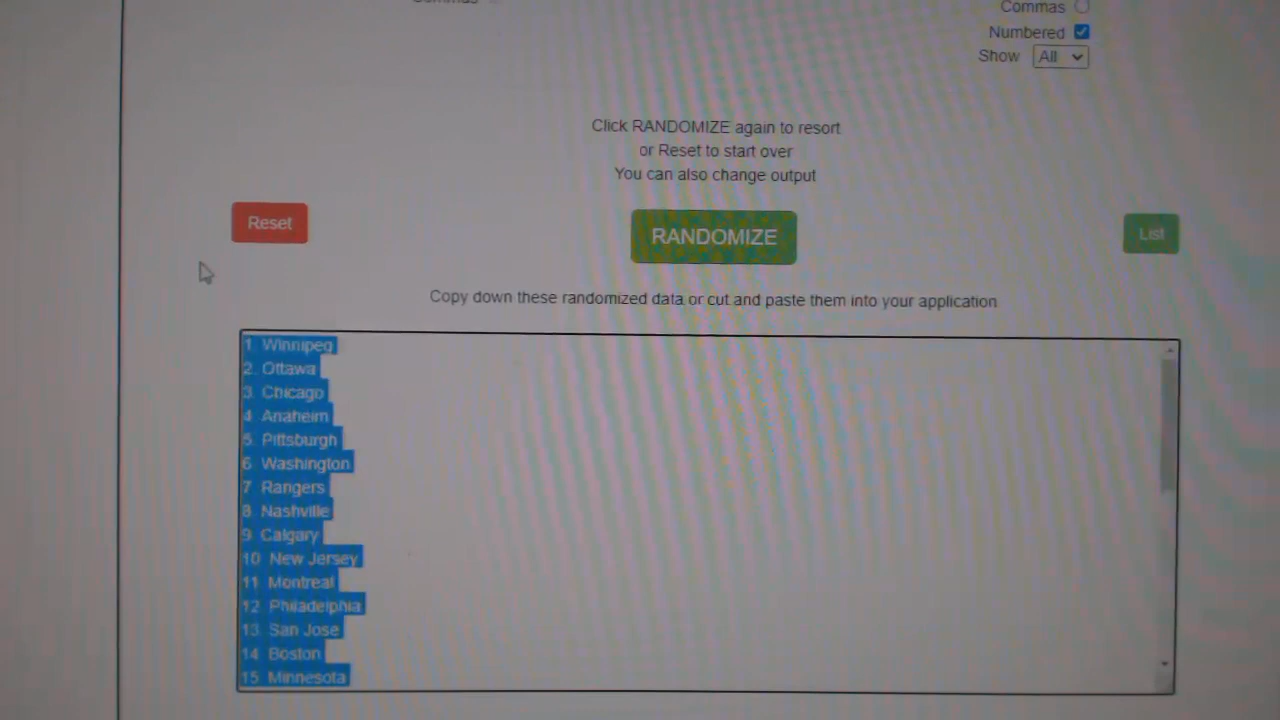 Commas
Numbered
Show All
Click RANDOMIZE again to resort
or Reset to start over
You can also change output
Reset
RANDOMIZE
List
Copy down these randomized data or cut and paste them into your application
1. Winnipeg
2. Ottawa
3. Chicago
4. Anaheim
5. Pittsburgh
6. Washington
7. Rangers
8. Nashville
9. Calgary
10. New Jersey
11. Montreal
12. Philadelphia
13. San Jose
14. Boston
15. Minnesota